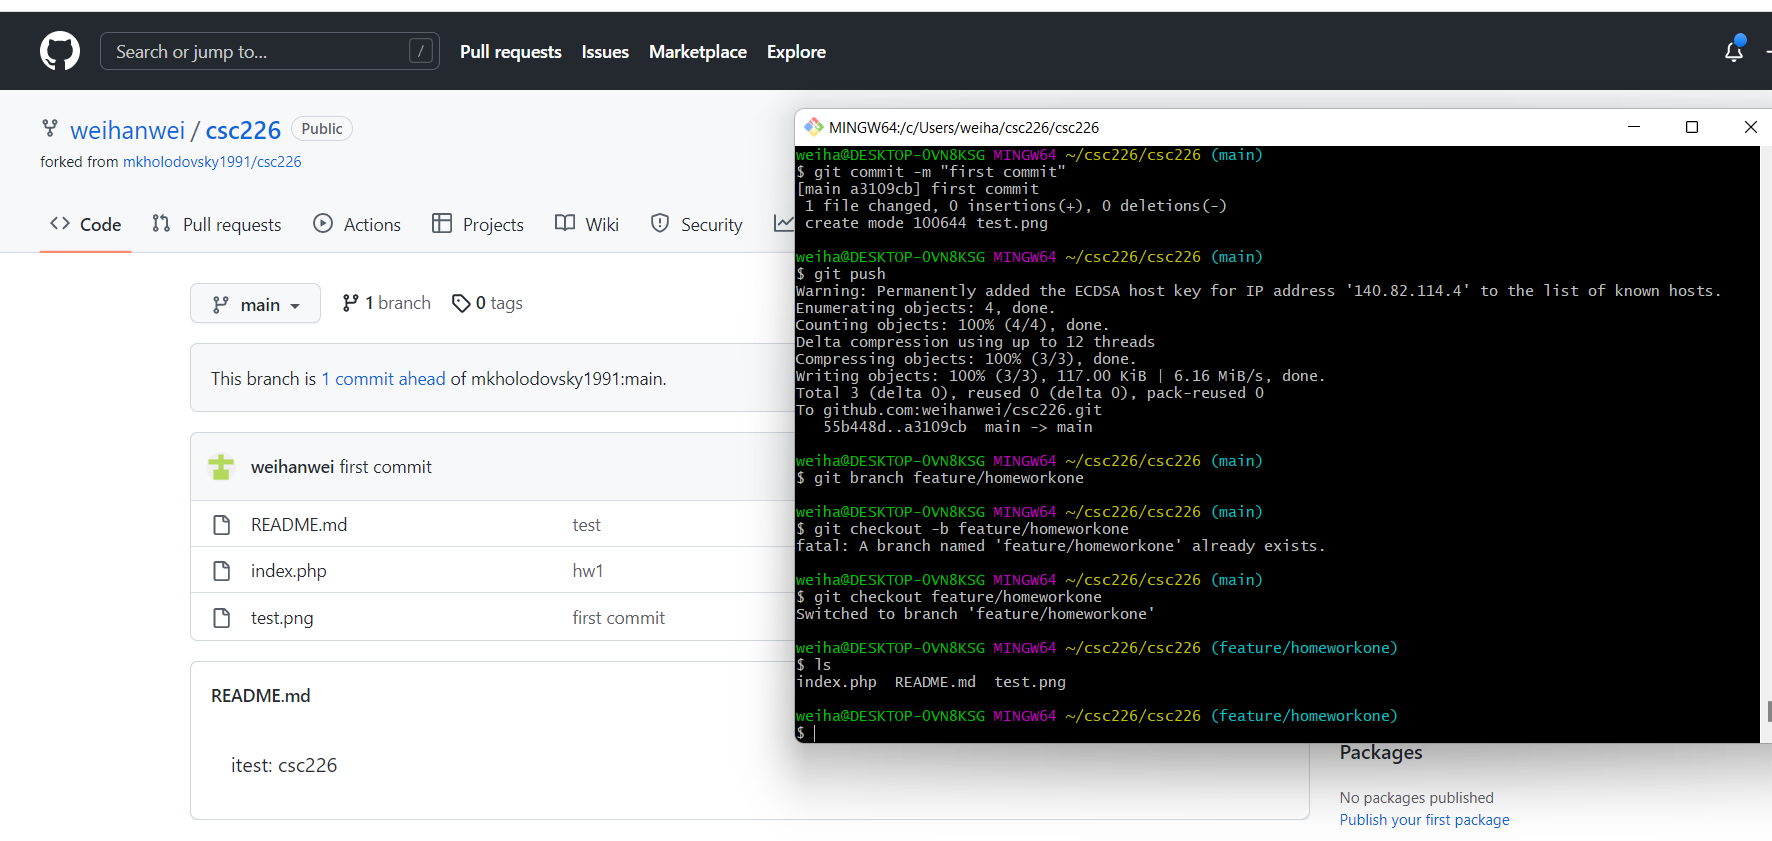 Search or jump to... /
Pull requests Issues Marketplace Explore
weihanwei / csc226 Public
forked from mkholodovsky1991/csc226
Code Pull requests Actions Projects Wiki Security
main 1 branch 0 tags
This branch is 1 commit ahead of mkholodovsky1991:main.
weihanwei first commit
README.md test
index.php hw1
test.png first commit
README.md
itest: csc226
MINGW64:/c/Users/weiha/csc226/csc226
weiha@DESKTOP-OVN8KSG MINGW64 ~/csc226/csc226 (main)
$ git commit -m "first commit"
[main a3109cb] first commit
1 file changed, 0 insertions(+), 0 deletions(-)
create mode 100644 test.png
weiha@DESKTOP-OVN8KSG MINGW64 ~/csc226/csc226 (main)
$ git push
Warning: Permanently added the ECDSA host key for IP address '140.82.114.4' to the list of known hosts.
Enumerating objects: 4, done.
Counting objects: 100% (4/4), done.
Delta compression using up to 12 threads
Compressing objects: 100% (3/3), done.
Writing objects: 100% (3/3), 117.00 KiB | 6.16 MiB/s, done.
Total 3 (delta 0), reused 0 (delta 0), pack-reused 0
To github.com:weihanwei/csc226.git
55b448d..a3109cb main -> main
weiha@DESKTOP-OVN8KSG MINGW64 ~/csc226/csc226 (main)
$ git branch feature/homeworkone
weiha@DESKTOP-OVN8KSG MINGW64 ~/csc226/csc226 (main)
$ git checkout -b feature/homeworkone
fatal: A branch named 'feature/homeworkone' already exists.
weiha@DESKTOP-OVN8KSG MINGW64 ~/csc226/csc226 (main)
$ git checkout feature/homeworkone
Switched to branch 'feature/homeworkone'
weiha@DESKTOP-OVN8KSG MINGW64 ~/csc226/csc226 (feature/homeworkone)
$ ls
index.php README.md test.png
weiha@DESKTOP-OVN8KSG MINGW64 ~/csc226/csc226 (feature/homeworkone)
$
Packages
No packages published
Publish your first package